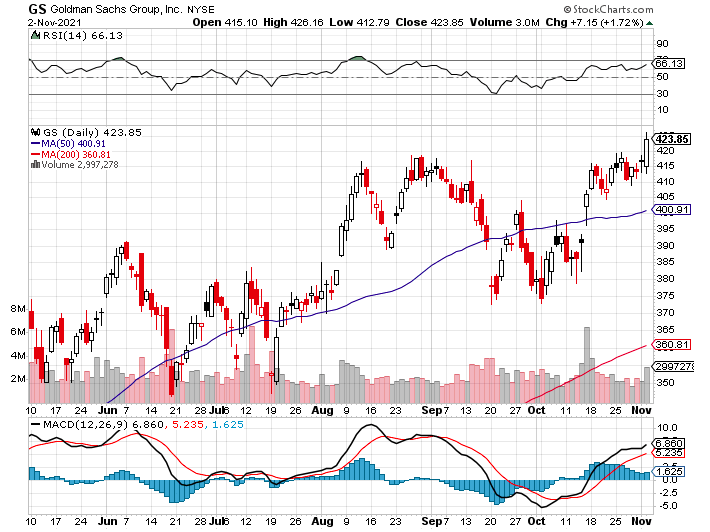 GS Goldman Sachs Group, Inc. NYSE © StockCharts.com
2-Nov-2021 Open 415.10 High 426.16 Low 412.79 Close 423.85 Volume 3.0M Chg +7.15 (+1.72%)
RSI(14) 66.13
90
70
66.13
50
30
10
GS (Daily) 423.85
MA(50) 400.91
MA(200) 360.81
Volume 2,997,278
423.85
420
415
410
405
400.91
395
390
385
380
375
370
365
360.81
2997278
350
8M
6M
4M
2M
10 17 24 Jun 7 14 21 28 Jul 6 12 19 26 Aug 9 16 23 Sep 7 13 20 27 Oct 11 18 25 Nov
MACD(12,26,9) 6.860, 5.235, 1.625
10.0
6.860
5.235
1.625
0.0
-2.5
-5.0
10 17 24 Jun 7 14 21 28 Jul 6 12 19 26 Aug 9 16 23 Sep 7 13 20 27 Oct 11 18 25 Nov